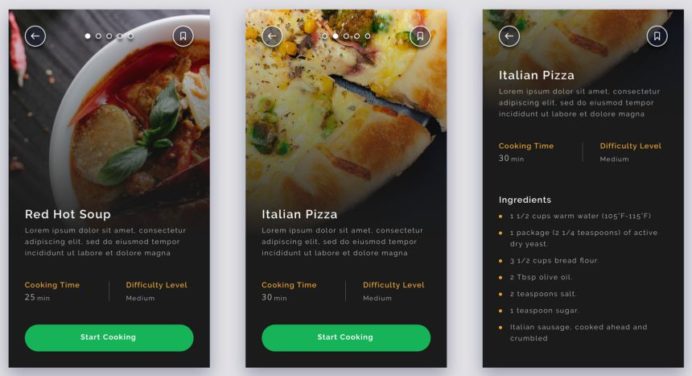 Red Hot Soup
Lorem ipsum dolor sit amet, consectetur
adipiscing elit, sed do eiusmod tempor
incididunt ut labore et dolore magna
Cooking Time
Difficulty Level
25 min
Medium
Start Cooking
Italian Pizza
Lorem ipsum dolor sit amet, consectetur
adipiscing elit, sed do eiusmod tempor
incididunt ut labore et dolore magna
Cooking Time
Difficulty Level
30 min
Medium
Start Cooking
Italian Pizza
Lorem ipsum dolor sit amet, consectetur
adipiscing elit, sed do eiusmod tempor
incididunt ut labore et dolore magna
Cooking Time
Difficulty Level
30 min
Medium
Ingredients
1 1/2 cups warm water (105°F-115°F)
1 package (2 1/4 teaspoons) of active
dry yeast.
3 1/2 cups bread flour.
2 Tbsp olive oil.
2 teaspoons salt.
1 teaspoon sugar.
Italian sausage, cooked ahead and
crumbled